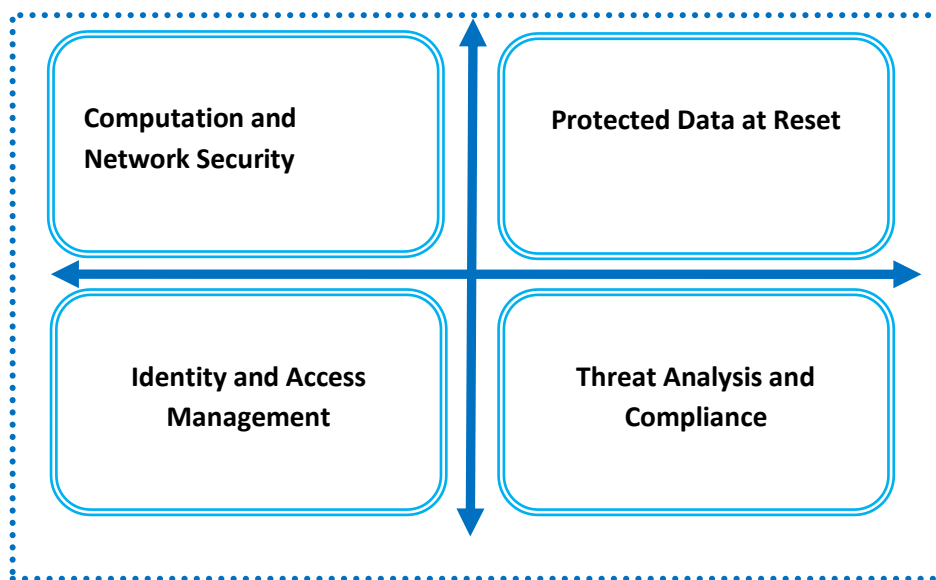 Computation and
Network Security
Protected Data at Reset
Identity and Access
Management
Threat Analysis and
Compliance